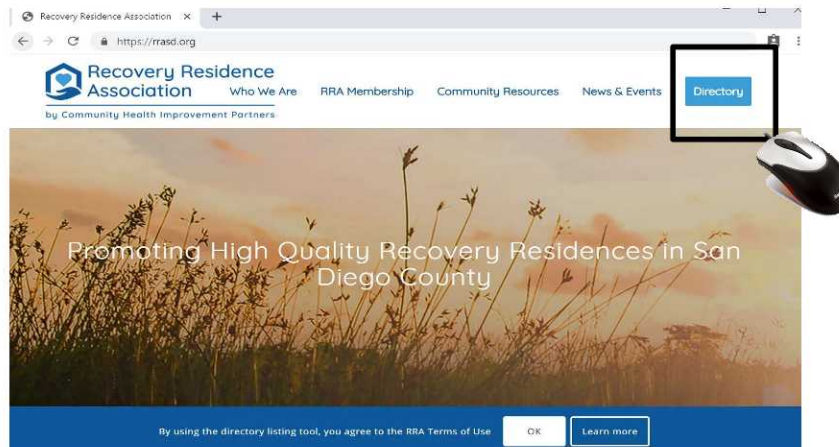 Recovery Residence Association
https://rrasd.org
Recovery Residence
Association
by Community Health Improvement Partners
Who We Are RRA Membership Community Resources News & Events Directory
Promoting High Quality Recovery Residences in San
Diego County
By using the directory listing tool, you agree to the RRA Terms of Use OK Learn more